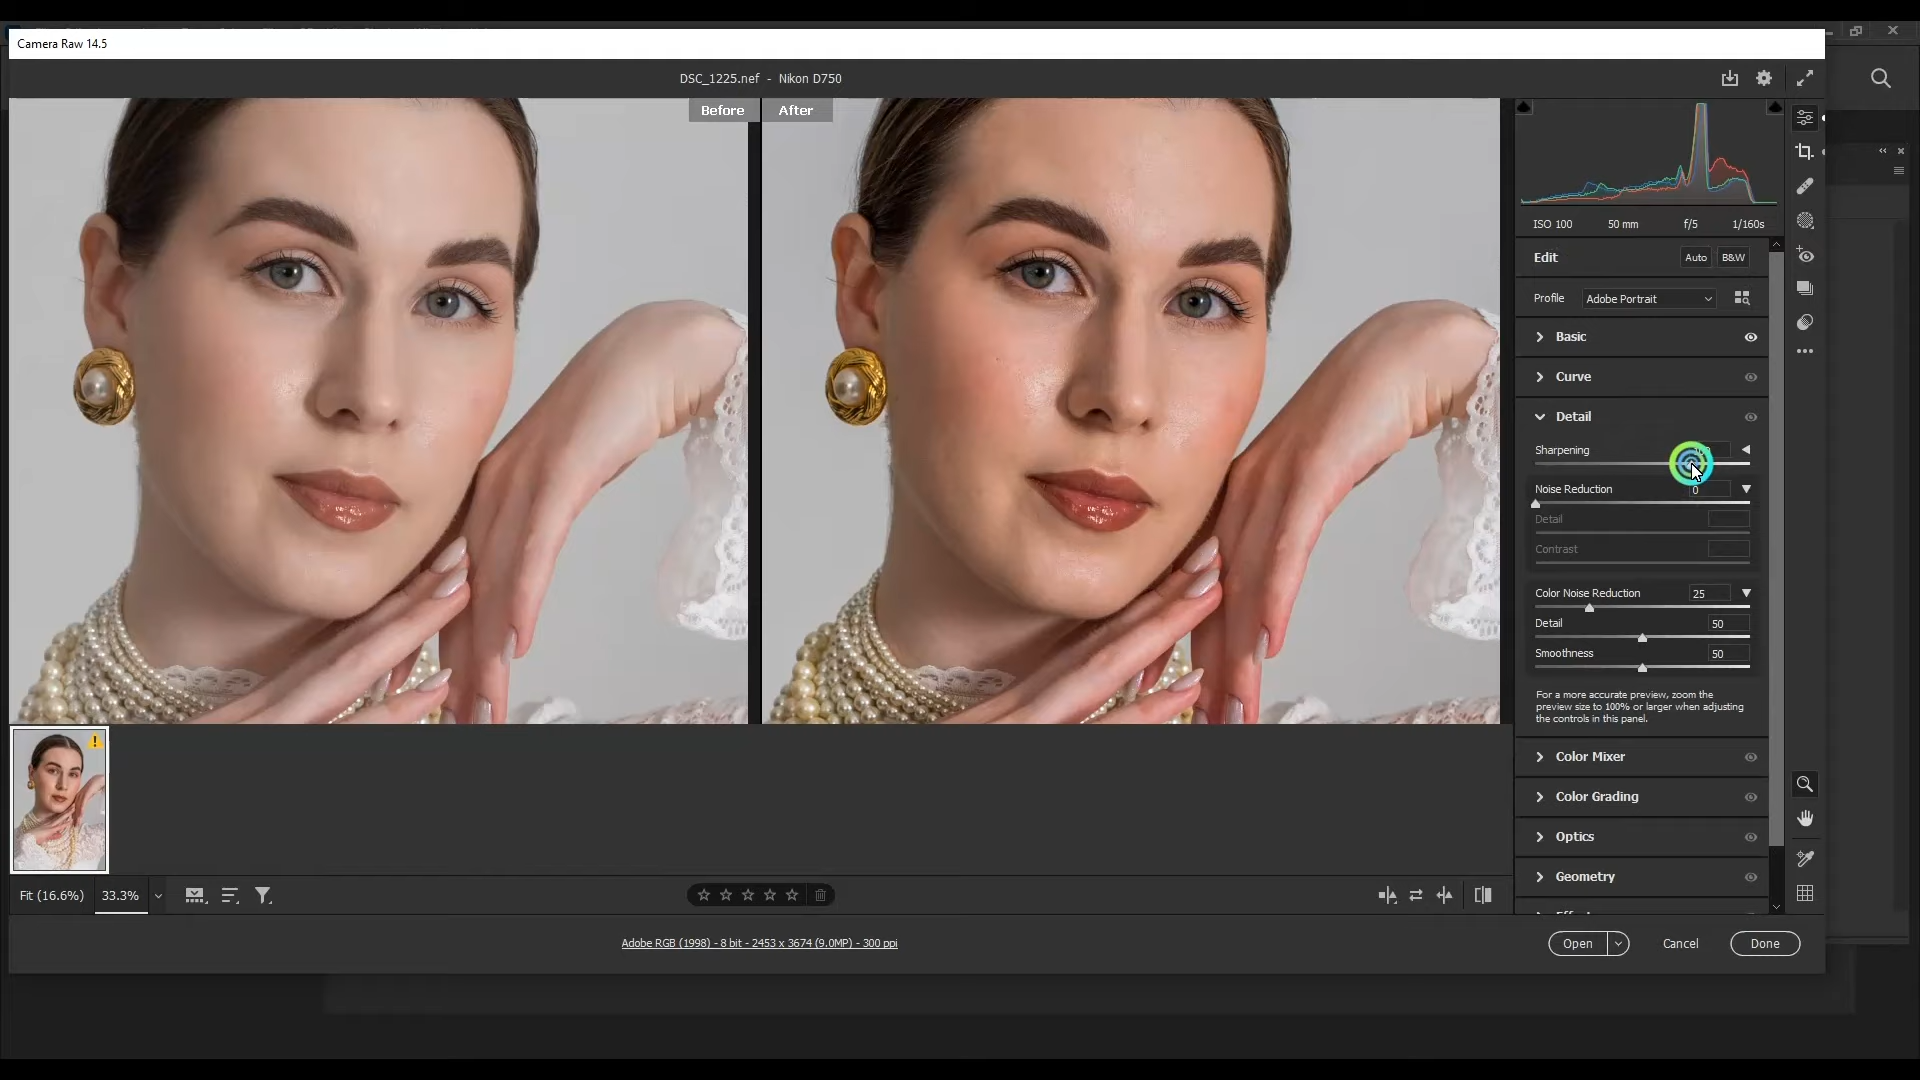 Camera Raw 14.5
DSC_1225.nef - Nikon D750
Before
After
ISO 100
50 mm
f/5
1/160s
Edit
Auto
B&W
Profile
Adobe Portrait
Basic
Curve
Detail
Sharpening
Noise Reduction
0
Detail
Contrast
Color Noise Reduction
25
Detail
50
Smoothness
50
For a more accurate preview, zoom the
preview size to 100% or larger when adjusting
the controls in this panel.
Color Mixer
Color Grading
Optics
Geometry
Fit (16.6%)
33.3%
Adobe RGB (1998) - 8 bit - 2453 x 3674 (9.0MP) - 300 ppi
Open
Cancel
Done